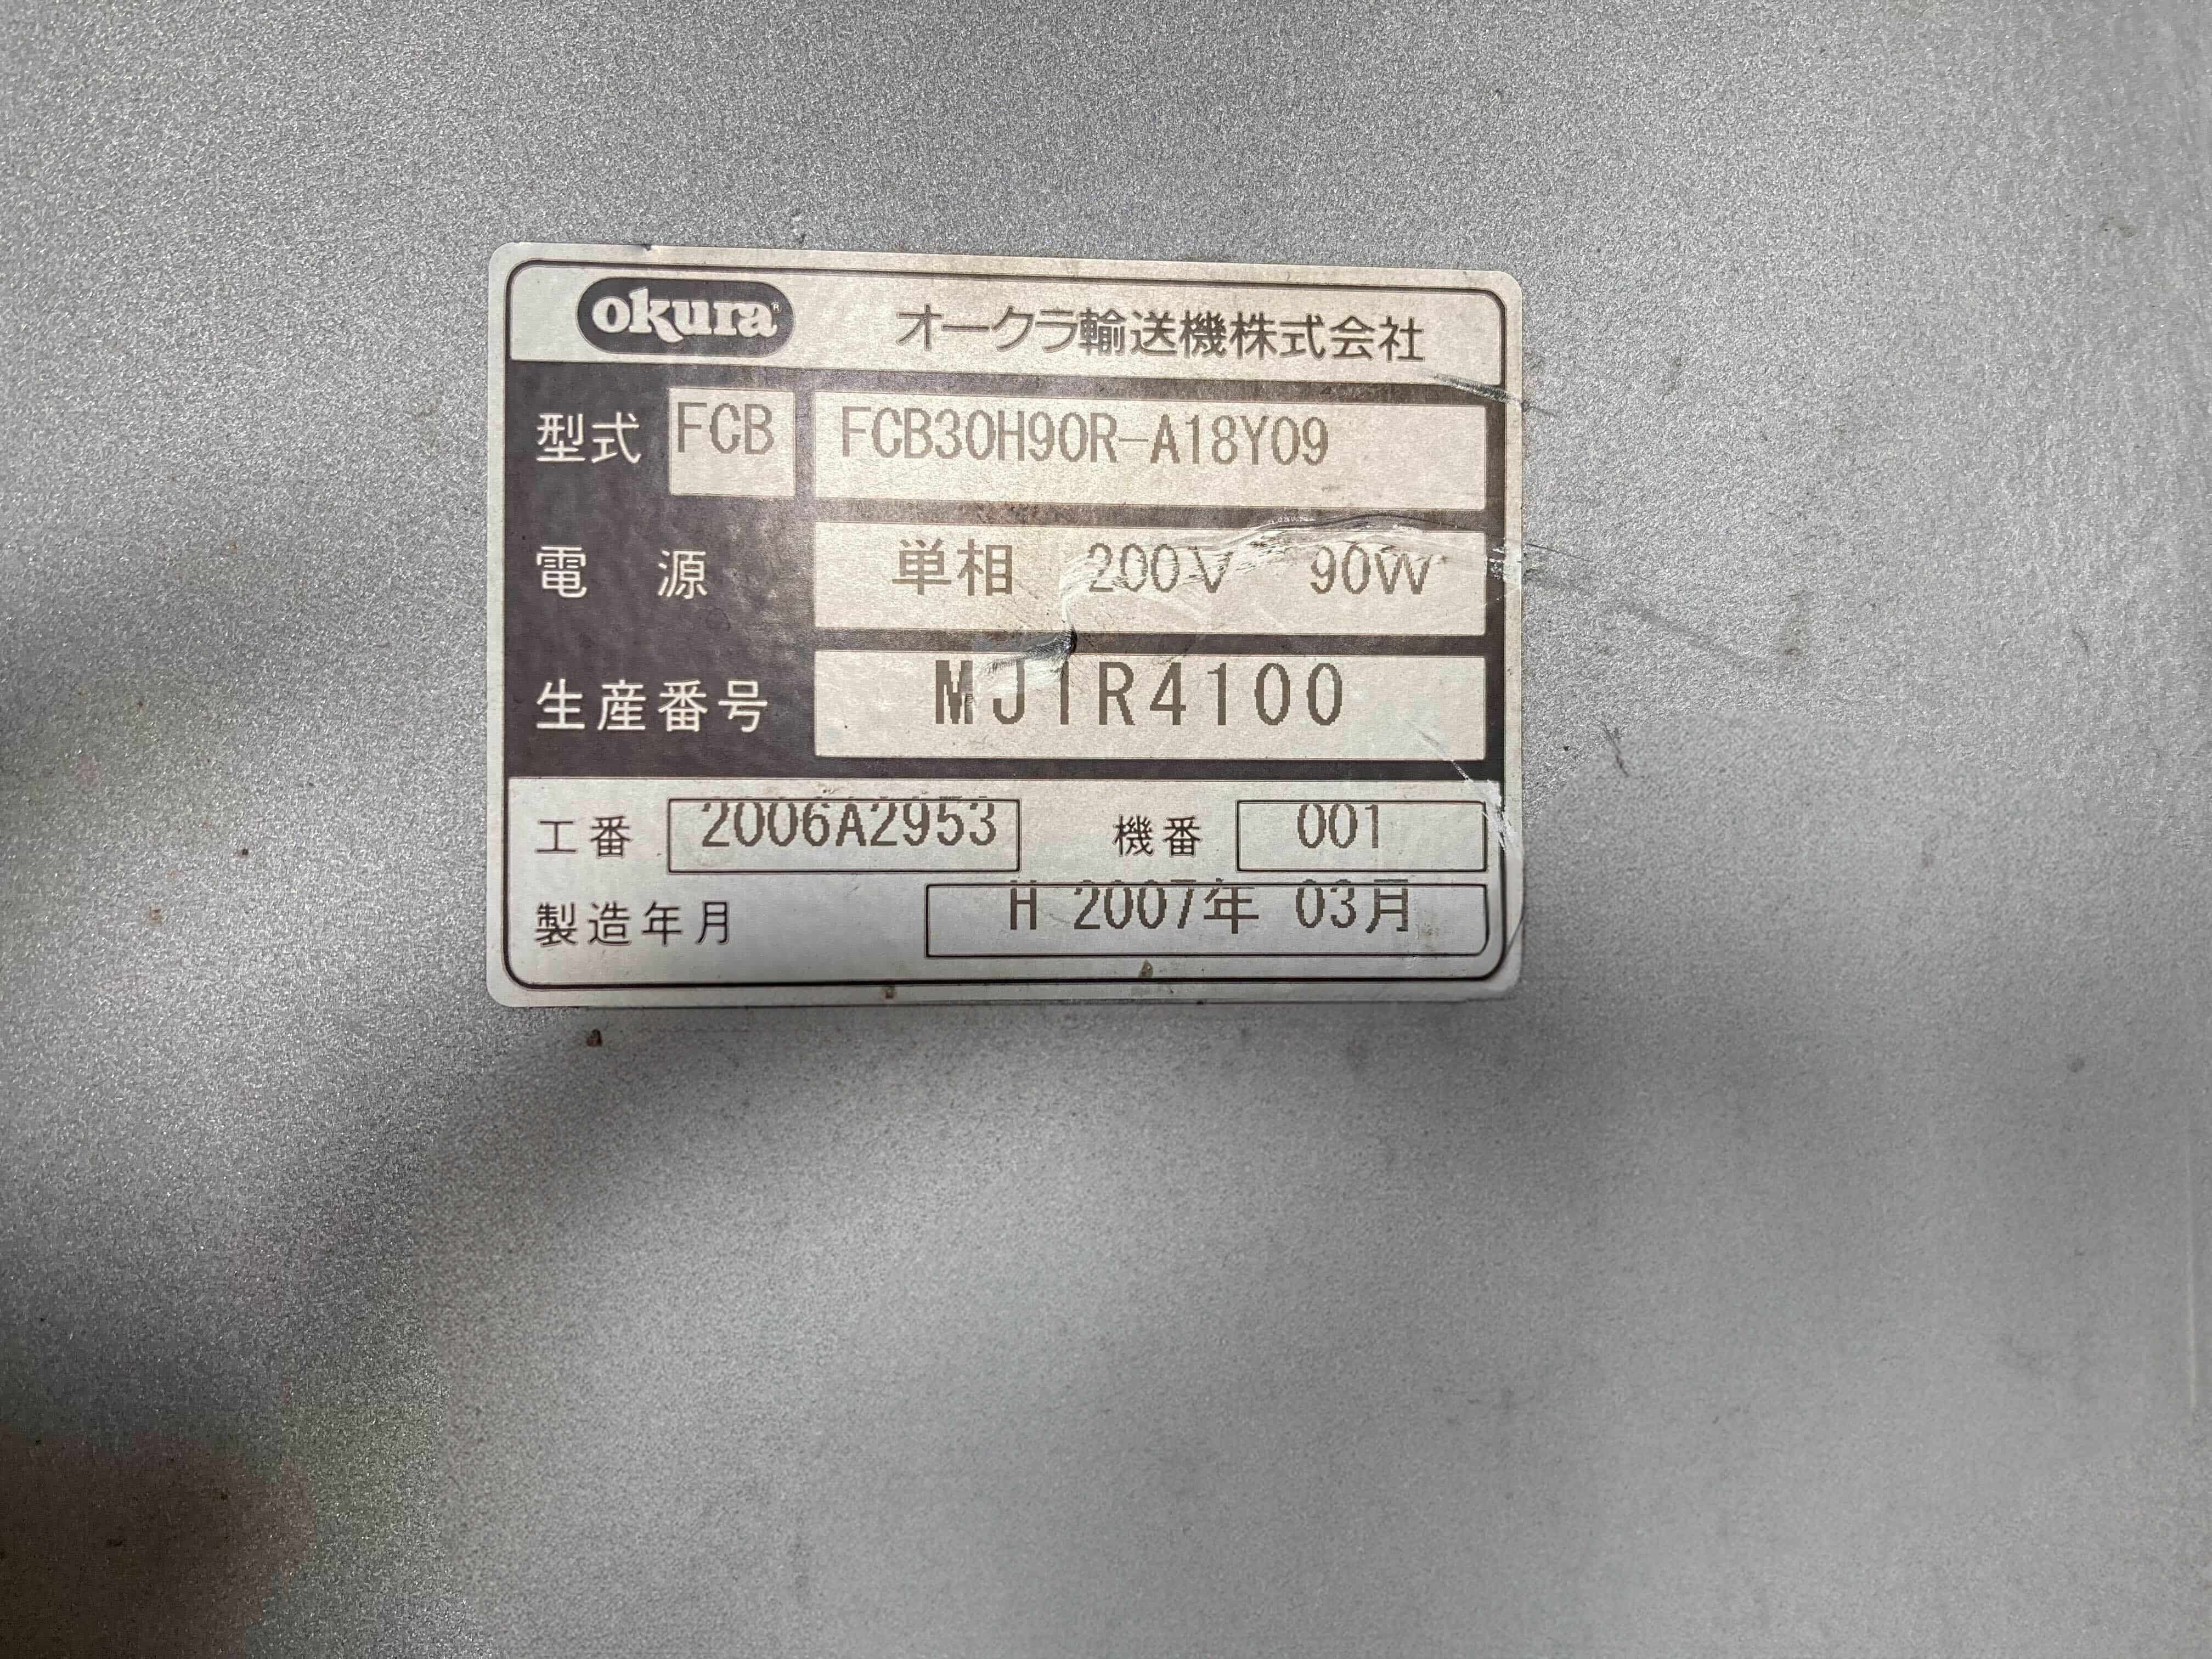 okura® オークラ輸送機株式会社
型式 FCB FCB30H90R-A18Y09
電源 単相 200V 90W
生産番号 MJ1R4100
工番 2006A2953 機番 001
製造年月 H 2007年 03月